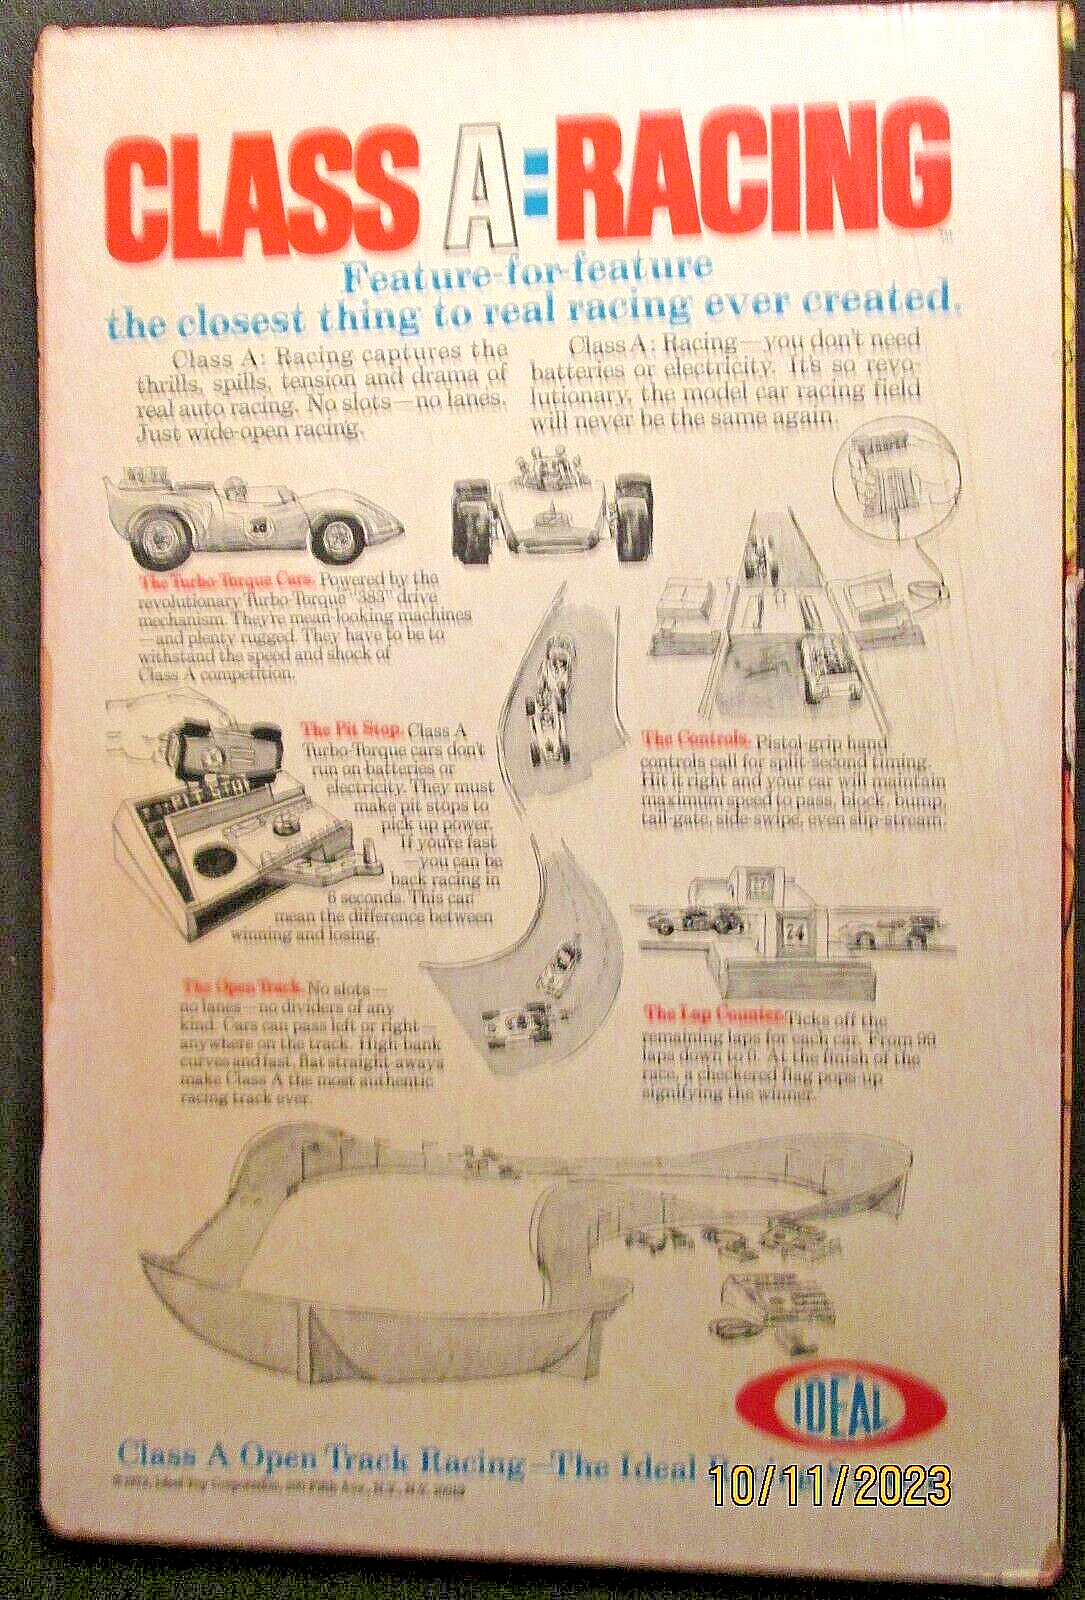 CLASS A:RACING
TM
Feature-for-feature
the closest thing to real racing ever created.
Class A: Racing captures the
thrills, spills, tension and drama of
real auto racing. No slots—no lanes.
Just wide-open racing.
Class A: Racing—you don't need
batteries or electricity. It's so revo-
lutionary, the model car racing field
will never be the same again.
The Turbo-Torque Cars. Powered by the
revolutionary Turbo-Torque "383" drive
mechanism. They're mean-looking machines
—and plenty rugged. They have to be to
withstand the speed and shock of
Class A competition.
The Pit Stop. Class A
Turbo-Torque cars don't
run on batteries or
electricity. They must
make pit stops to
pick up power.
If you're fast
—you can be
back racing in
6 seconds. This can
mean the difference between
winning and losing.
PIT STOP
The Controls. Pistol-grip hand
controls call for split-second timing.
Hit it right and your car will maintain
maximum speed to pass, block, bump,
tail-gate, side-swipe, even slip-stream.
77
74
The Open Track. No slots—
no lanes—no dividers of any
kind. Cars can pass left or right—
anywhere on the track. High bank
curves and fast, flat straight-aways
make Class A the most authentic
racing track ever.
The Lap Counter. Ticks off the
remaining laps for each car. From 99
laps down to 0. At the finish of the
race, a checkered flag pops-up
signifying the winner.
IDEAL
Class A Open Track Racing—The Ideal Racing
Ideal Toy Corporation, 200 Fifth Ave., N.Y., N.Y.
10/11/2023